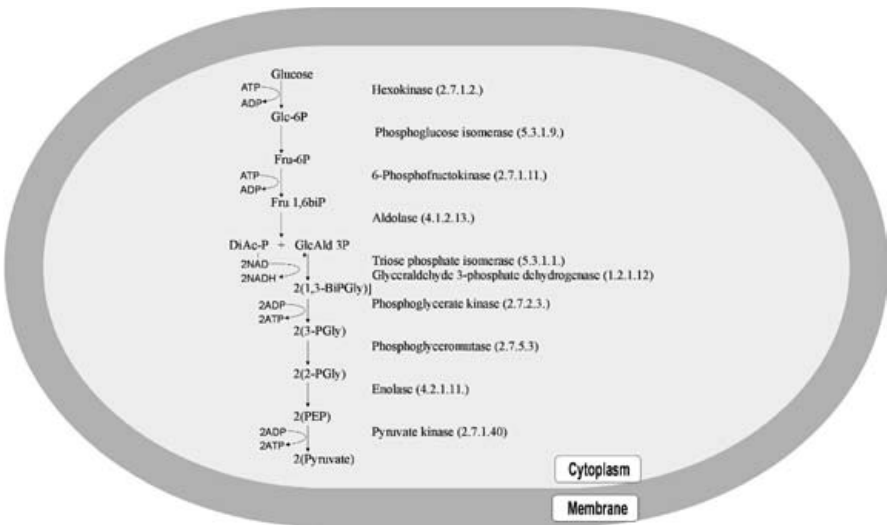 Glucose
ATP
ADP
Hexokinase (2.7.1.2.)
Glc-6P
Phosphoglucose isomerase (5.3.1.9.)
Fru-6P
ATP
ADP
6-Phosphofructokinase (2.7.1.11.)
Fru 1,6biP
Aldolase (4.1.2.13.)
DiAc-P + GlcAld 3P
2NAD
2NADH
Triose phosphate isomerase (5.3.1.1.)
Glyceraldehyde 3-phosphate dehydrogenase (1.2.1.12)
2(1,3-BiPGly)]
2ADP
2ATP
Phosphoglycerate kinase (2.7.2.3.)
2(3-PGly)
Phosphoglyceromutase (2.7.5.3)
2(2-PGly)
Enolase (4.2.1.11.)
2(PEP)
2ADP
2ATP
Pyruvate kinase (2.7.1.40)
2(Pyruvate)
Cytoplasm
Membrane